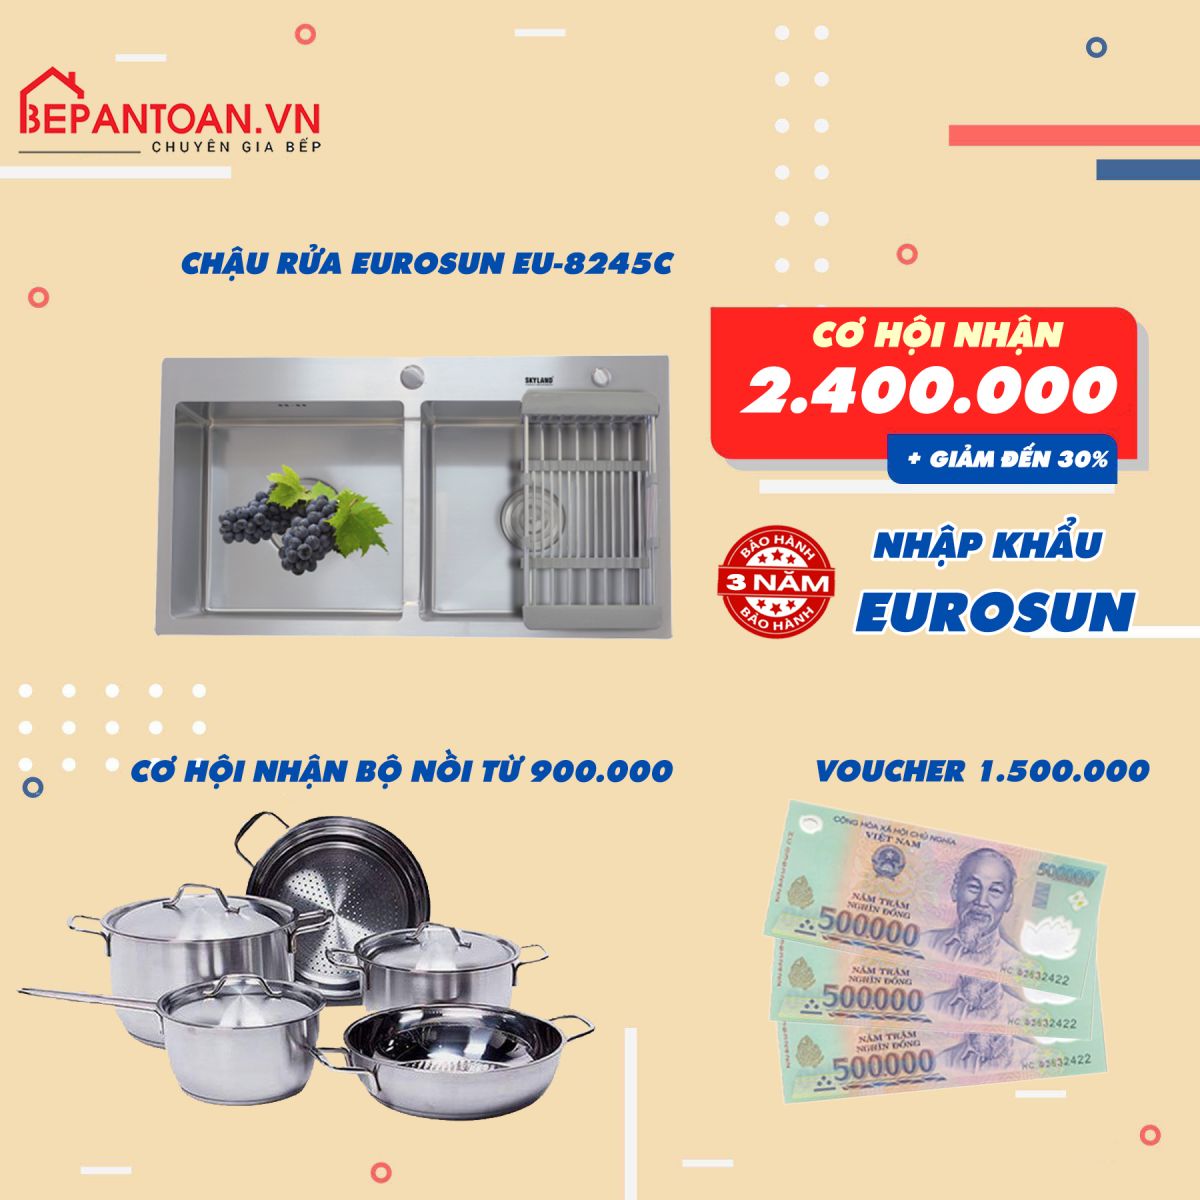 BEPANTOAN.VN
CHUYÊN GIA BẾP
CHẬU RỬA EUROSUN EU-8245C
SKYLAND
CƠ HỘI NHẬN
2.400.000
+ GIẢM ĐẾN 30%
BẢO HÀNH
3 NĂM
BẢO HÀNH
NHẬP KHẨU
EUROSUN
CƠ HỘI NHẬN BỘ NỒI TỪ 900.000
VOUCHER 1.500.000
CỘNG HÒA XÃ HỘI CHỦ NGHĨA
VIỆT NAM
500000
NĂM TRĂM
NGHÌN ĐỒNG
500000
NĂM TRĂM
NGHÌN ĐỒNG
500000
NĂM TRĂM
NGHÌN ĐỒNG
500000